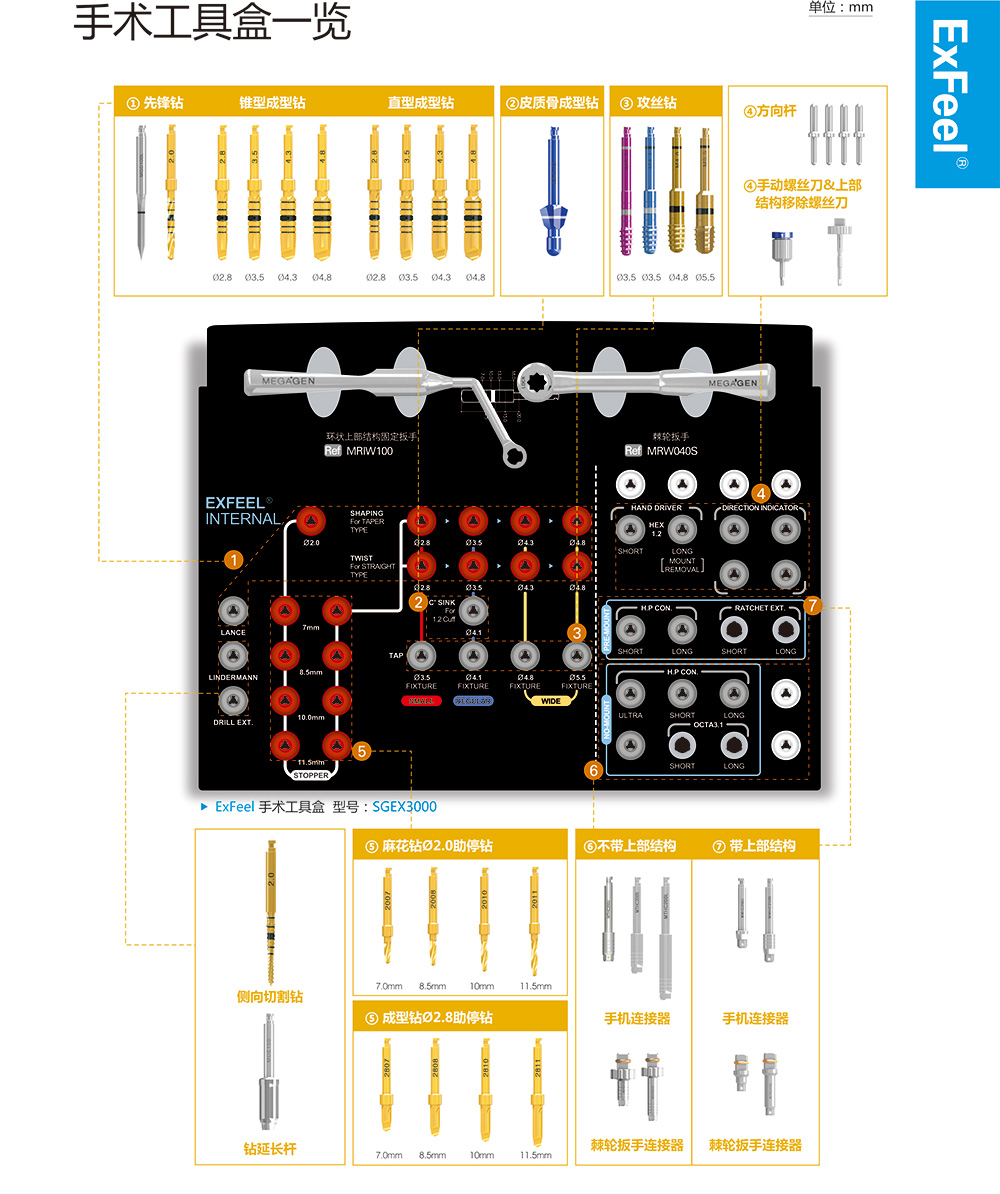 手术工具盒一览
单位：mm
ExFeel®
① 先锋钻
锥型成型钻
直型成型钻
②皮质骨成型钻
③ 攻丝钻
④方向杆
④手动螺丝刀&上部
结构移除螺丝刀
2.0
2.8
3.5
4.3
4.8
2.8
3.5
4.3
4.8
Ø2.8 Ø3.5 Ø4.3 Ø4.8
Ø2.8 Ø3.5 Ø4.3 Ø4.8
Ø3.5 Ø3.5 Ø4.8 Ø5.5
MEGA'GEN
MEGA'GEN
环状上部结构固定扳手
Ref MRIW100
棘轮扳手
Ref MRW040S
EXFEEL®
INTERNAL
SHAPING
For TAPER
TYPE
Ø2.0
Ø2.8
Ø3.5
Ø4.3
Ø4.8
TWIST
For STRAIGHT
TYPE
Ø2.8
Ø3.5
Ø4.3
Ø4.8
1
2
C' SINK
For
1.2 Cuff
Ø4.1
3
LANCE
LINDERMANN
DRILL EXT.
7mm
8.5mm
10.0mm
11.5mm
STOPPER
5
TAP
Ø3.5
FIXTURE
Ø4.1
FIXTURE
Ø4.8
FIXTURE
Ø5.5
FIXTURE
SMALL
REGULAR
WIDE
4
HAND DRIVER
HEX
1.2
SHORT
LONG
MOUNT
REMOVAL
DIRECTION INDICATOR
7
PRE-MOUNT
H.P CON.
RATCHET EXT.
SHORT
LONG
SHORT
LONG
NO-MOUNT
H.P CON.
ULTRA
SHORT
LONG
OCTA3.1
SHORT
LONG
6
ExFeel 手术工具盒 型号：SGEX3000
侧向切割钻
2.0
钻延长杆
⑤ 麻花钻Ø2.0助停钻
2007
2008
2010
2011
7.0mm 8.5mm 10mm 11.5mm
⑤ 成型钻Ø2.8助停钻
2807
2808
2810
2811
7.0mm 8.5mm 10mm 11.5mm
⑥不带上部结构
⑦ 带上部结构
手机连接器
手机连接器
棘轮扳手连接器
棘轮扳手连接器